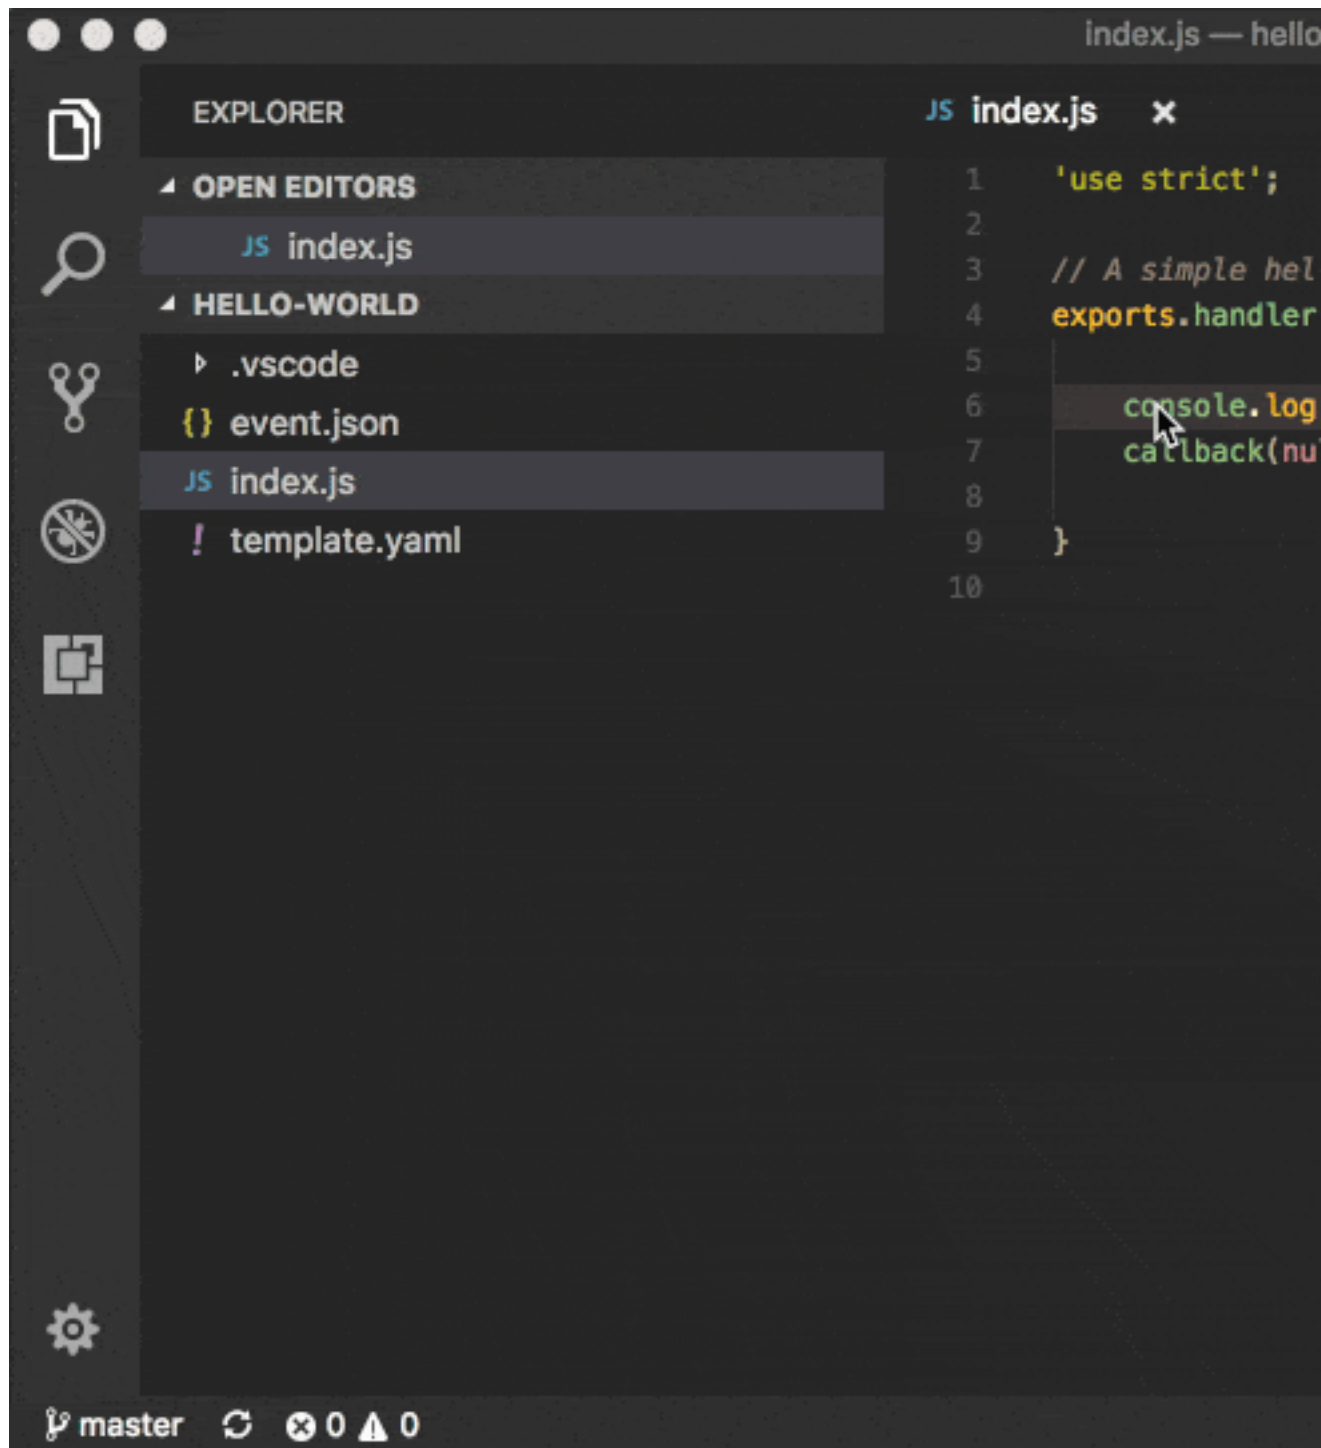 index.js — hello
EXPLORER
OPEN EDITORS
JS index.js
HELLO-WORLD
.vscode
{} event.json
JS index.js
! template.yaml
JS index.js ×
1 'use strict';
2
3 // A simple hel
4 exports.handler
5
6 console.log
7 callback(nul
8
9 }
10
master 0 0